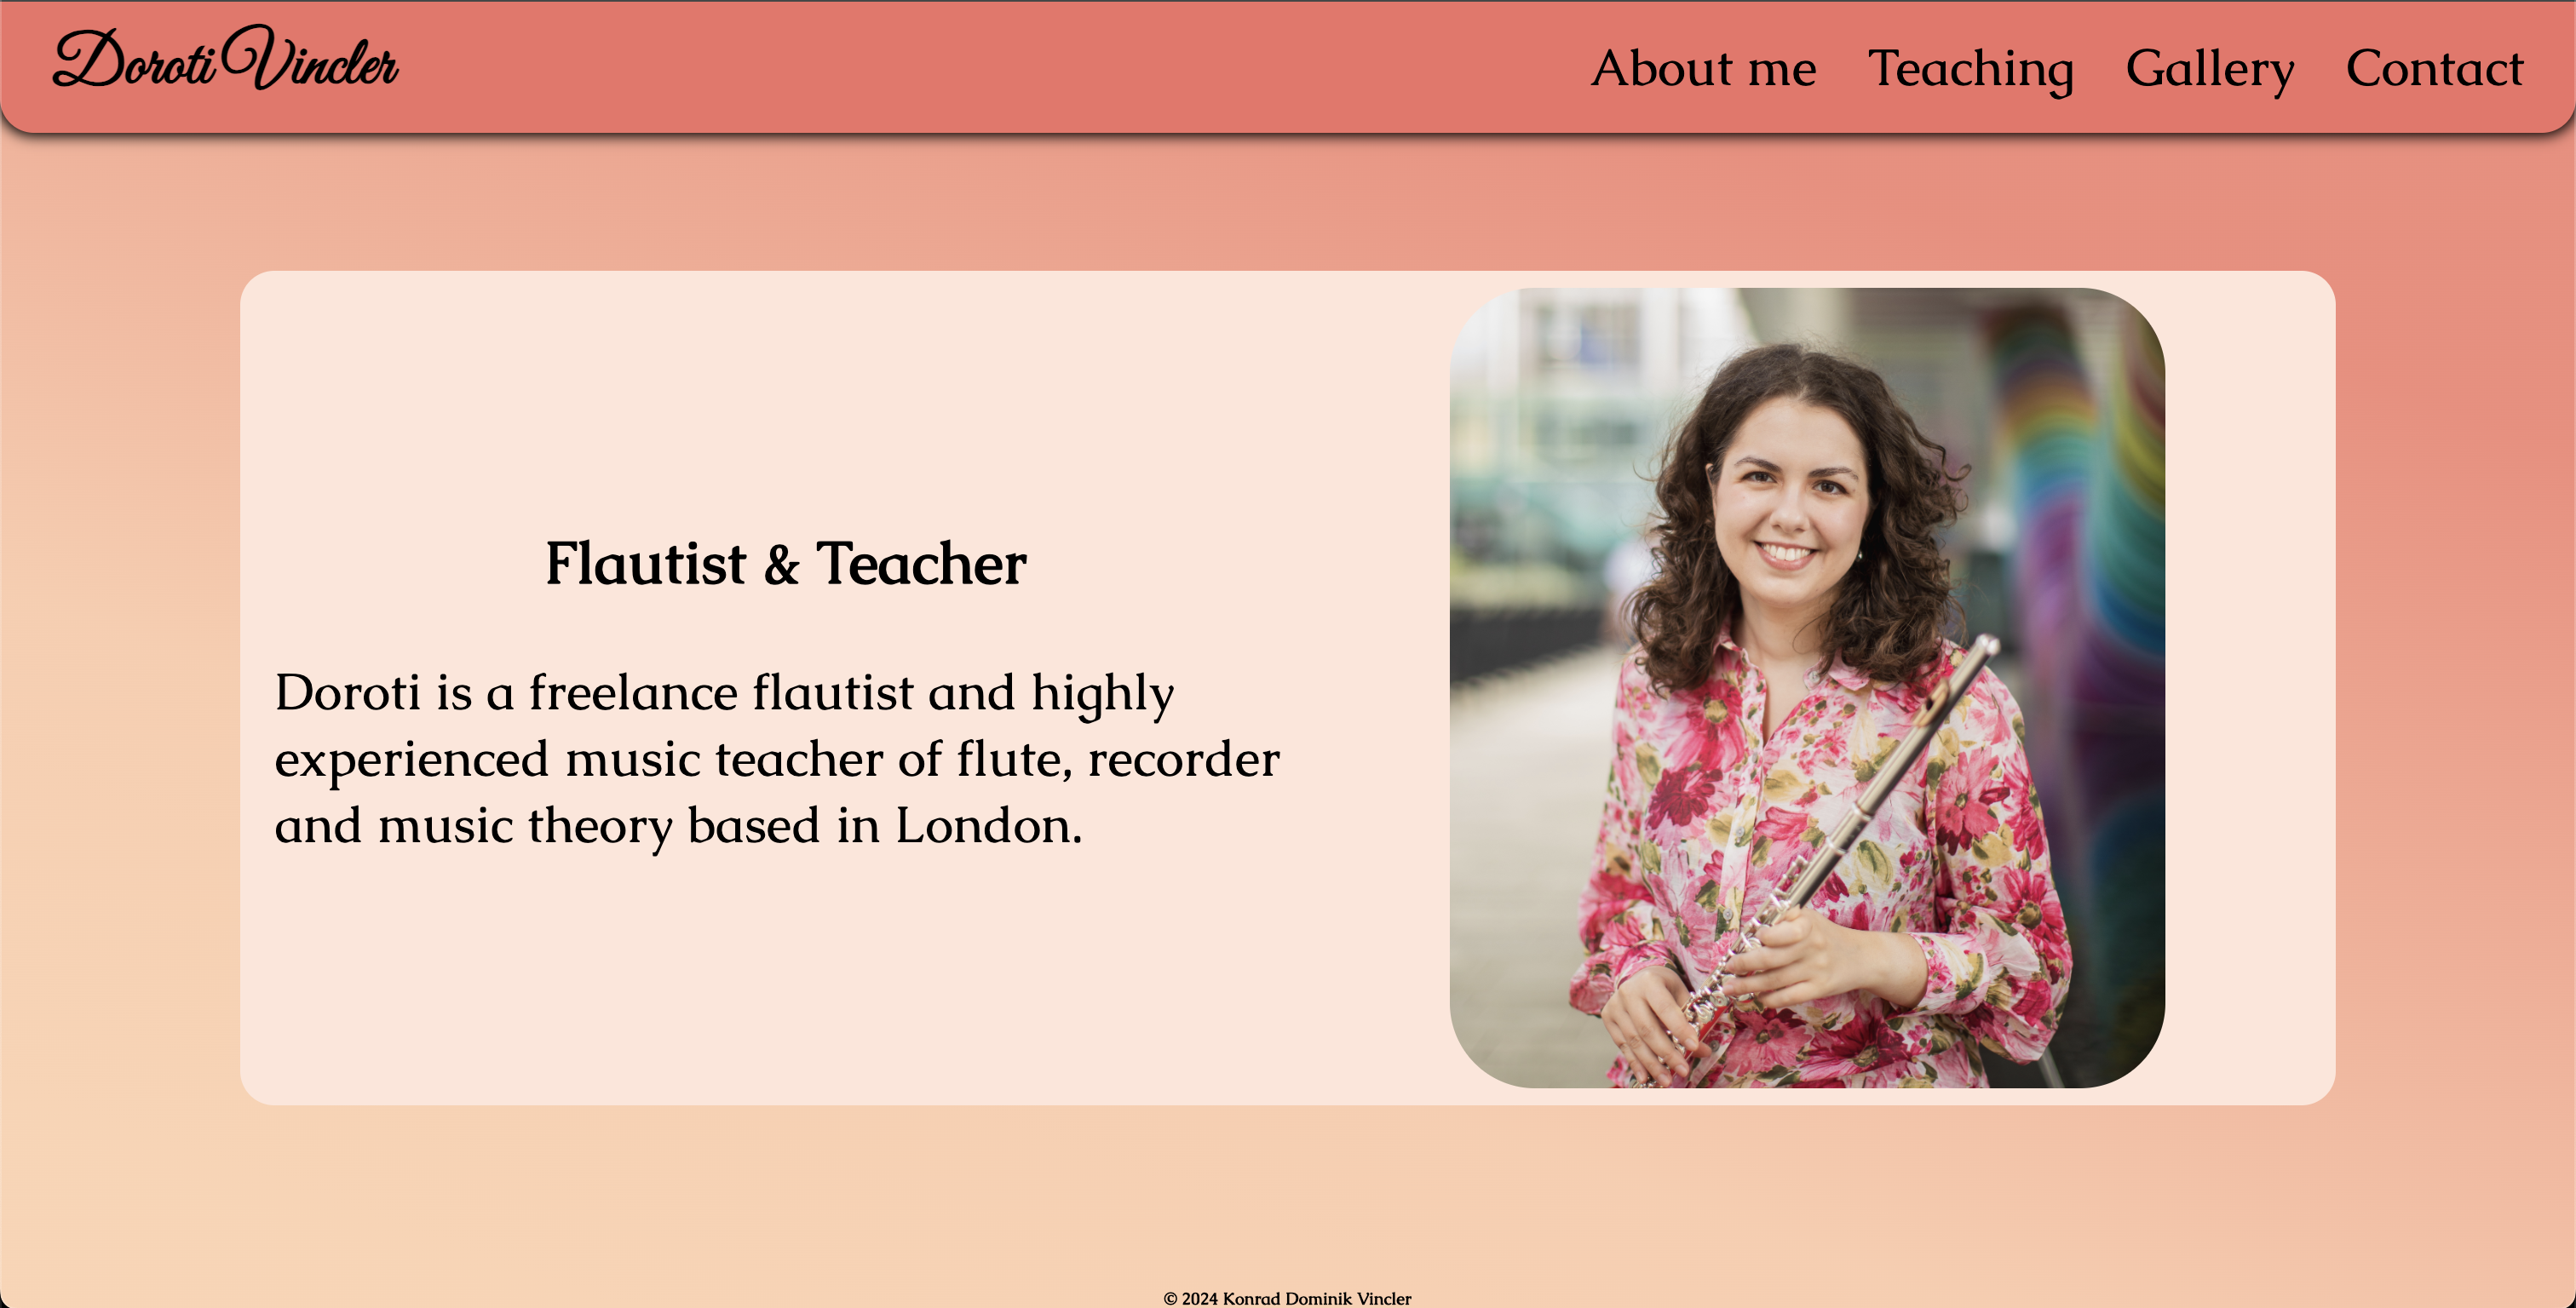 Doroti Vincler
About me Teaching Gallery Contact
Flautist & Teacher
Doroti is a freelance flautist and highly
experienced music teacher of flute, recorder
and music theory based in London.
© 2024 Konrad Dominik Vincler